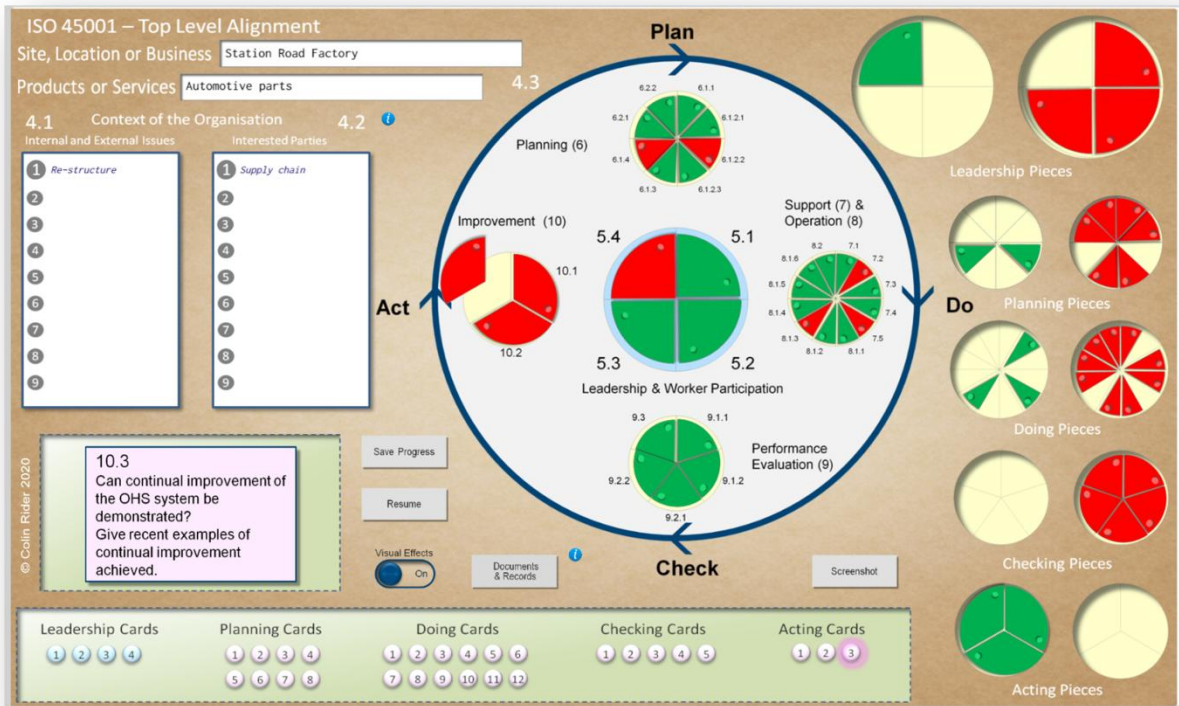 ISO 45001 – Top Level Alignment
Site, Location or Business Station Road Factory
Products or Services Automotive parts
4.3
4.1 Context of the Organisation 4.2 i
Internal and External Issues Interested Parties
1 Re-structure 1 Supply chain
2 2
3 3
4 4
5 5
6 6
7 7
8 8
9 9
Plan
6.2.2 6.1.1
6.2.1 6.1.2.1
Planning (6)
6.1.4 6.1.2.2
6.1.3 6.1.2.3
Improvement (10)
10.1
10.2
Act
5.4 5.1
5.3 5.2
Leadership & Worker Participation
Support (7) &
Operation (8)
8.2 7.1
8.1.6 7.2
8.1.5 7.3
8.1.4 7.4
8.1.3 7.5
8.1.2 8.1.1
Do
9.3 9.1.1
Performance
Evaluation (9)
9.2.2 9.1.2
9.2.1
Check
Leadership Pieces
Planning Pieces
Doing Pieces
Checking Pieces
Acting Pieces
© Colin Rider 2020
10.3
Can continual improvement of
the OHS system be
demonstrated?
Give recent examples of
continual improvement
achieved.
Save Progress
Resume
Visual Effects
On
Documents
& Records
i
Screenshot
Leadership Cards
1 2 3 4
Planning Cards
1 2 3 4
5 6 7 8
Doing Cards
1 2 3 4 5 6
7 8 9 10 11 12
Checking Cards
1 2 3 4 5
Acting Cards
1 2 3